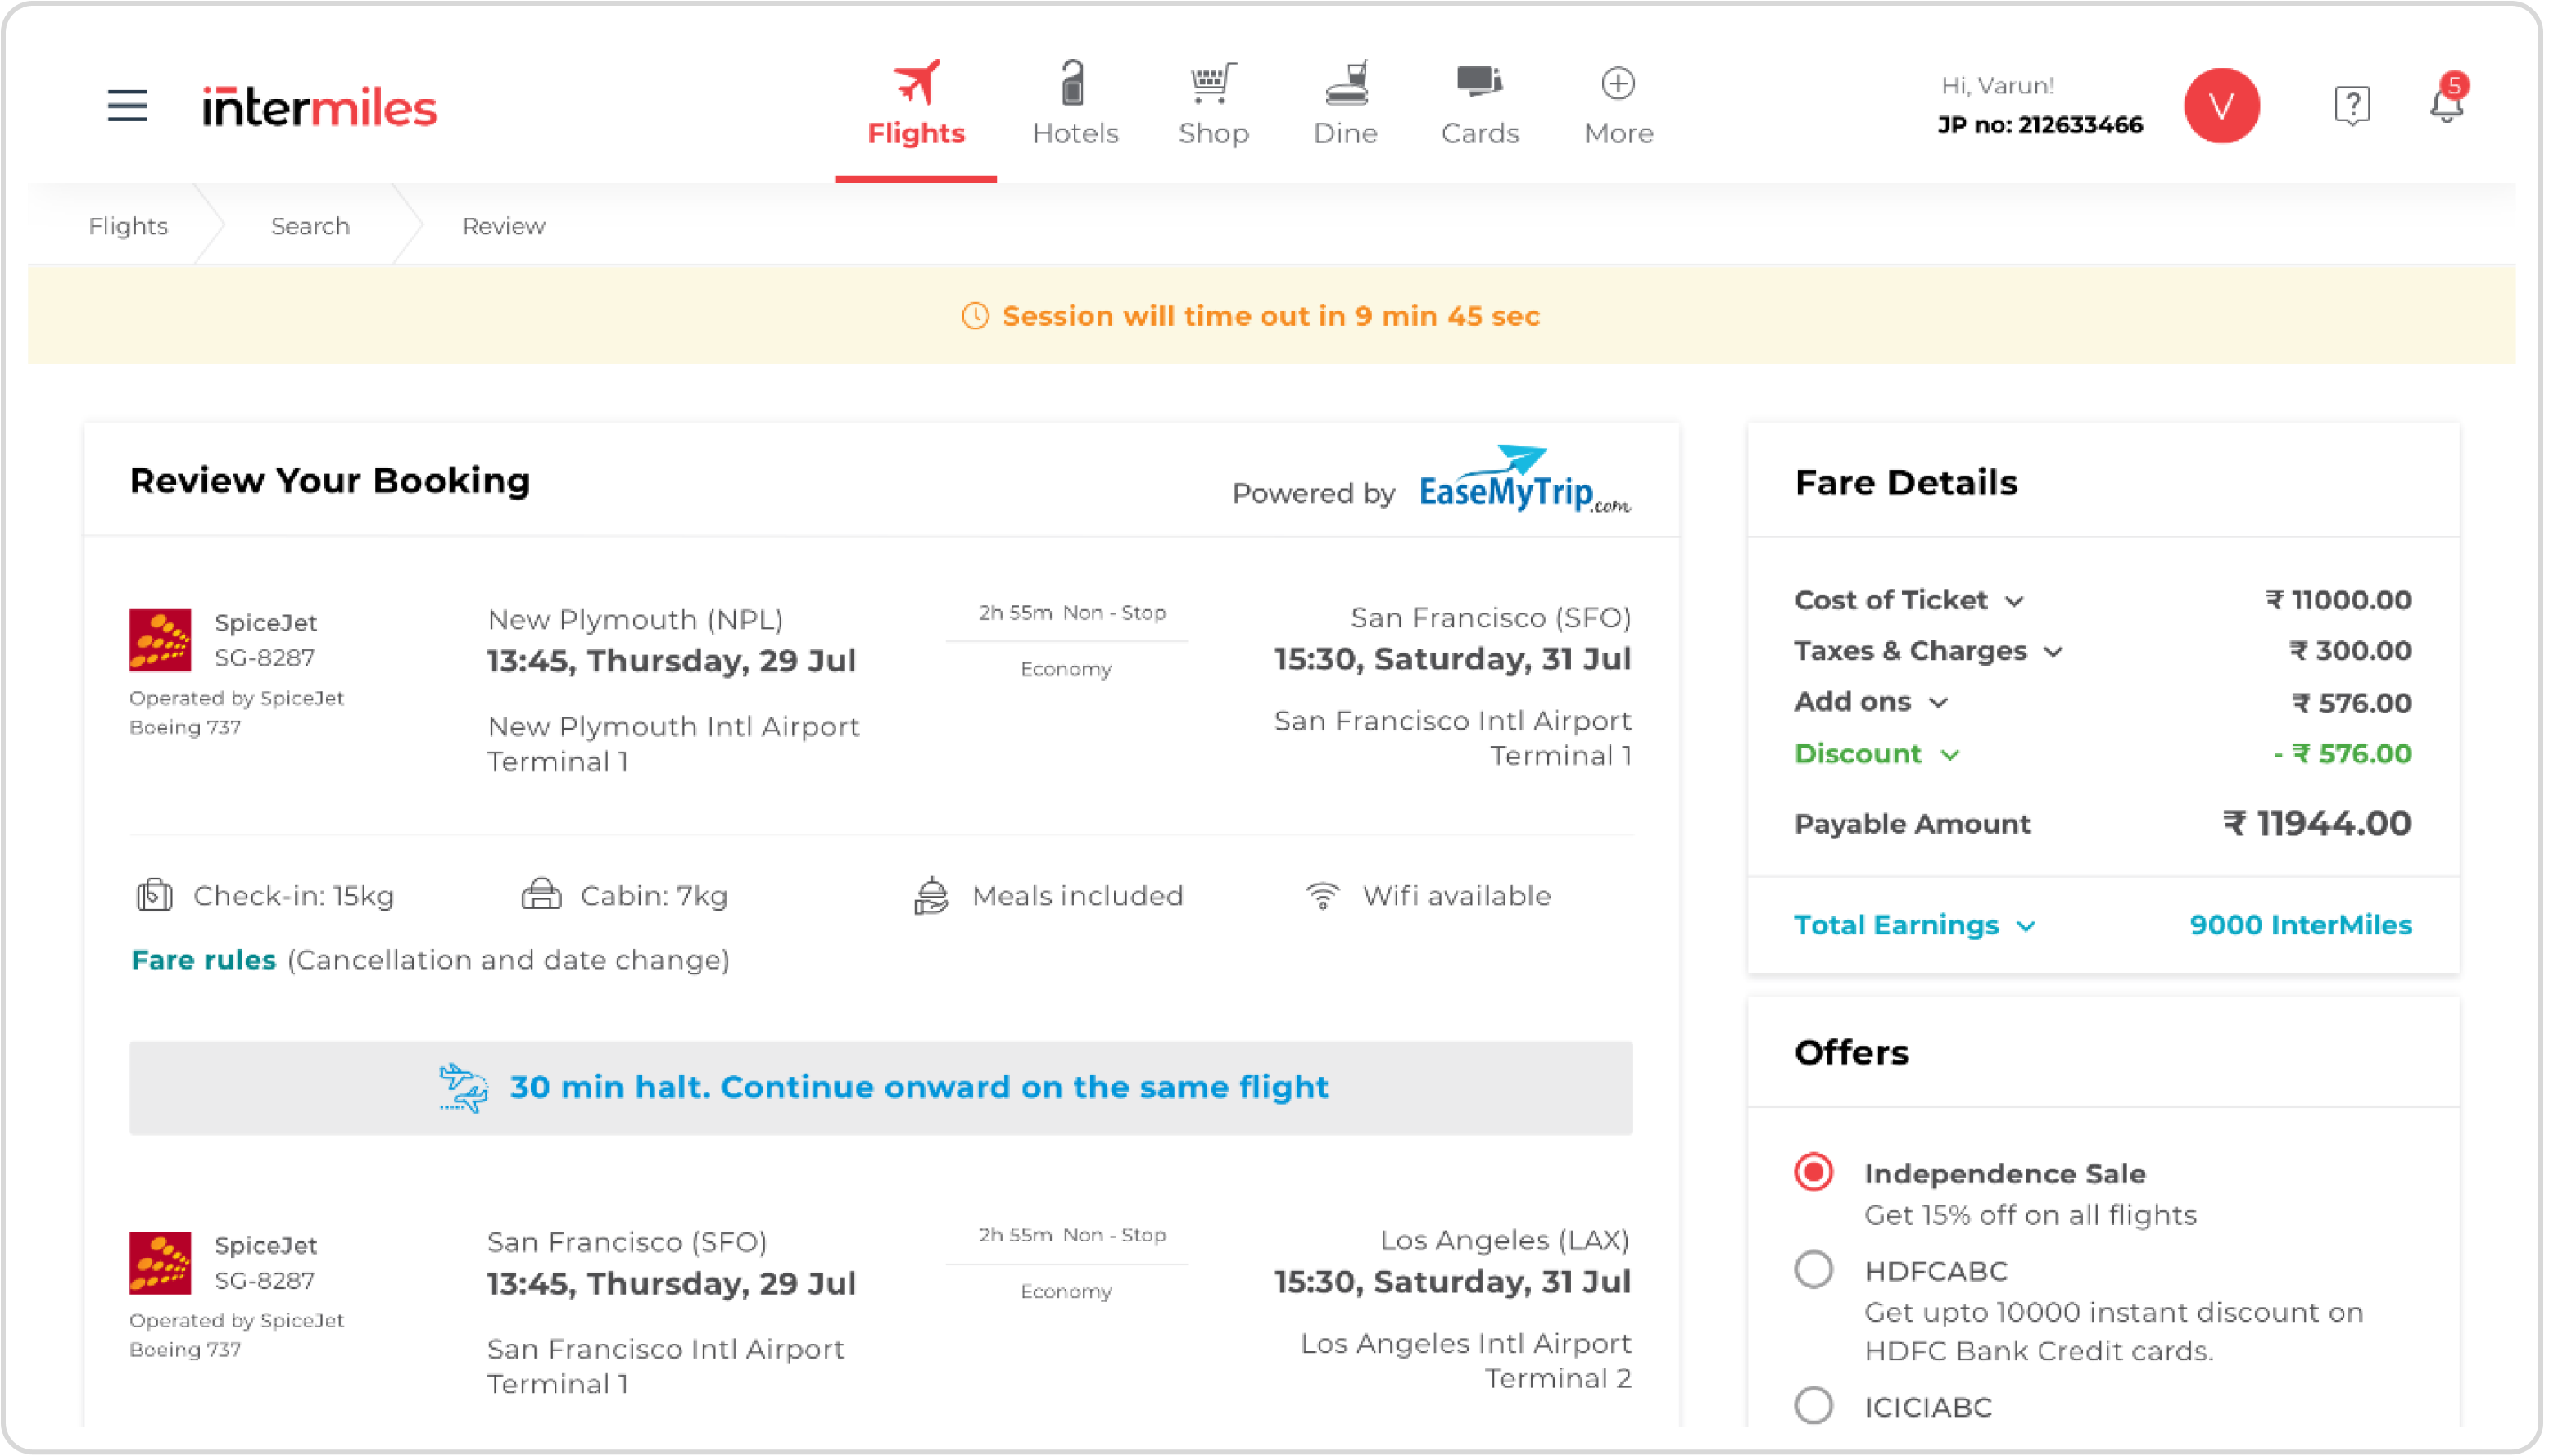 intermiles
Flights
Hotels
Shop
Dine
Cards
More
Hi, Varun!
JP no: 212633466
V
?
5
Flights
Search
Review
Session will time out in 9 min 45 sec
Review Your Booking
Powered by EaseMyTrip.com
SpiceJet
SG-8287
Operated by SpiceJet
Boeing 737
New Plymouth (NPL)
13:45, Thursday, 29 Jul
New Plymouth Intl Airport
Terminal 1
2h 55m Non - Stop
Economy
San Francisco (SFO)
15:30, Saturday, 31 Jul
San Francisco Intl Airport
Terminal 1
Check-in: 15kg
Cabin: 7kg
Meals included
Wifi available
Fare rules (Cancellation and date change)
30 min halt. Continue onward on the same flight
SpiceJet
SG-8287
Operated by SpiceJet
Boeing 737
San Francisco (SFO)
13:45, Thursday, 29 Jul
San Francisco Intl Airport
Terminal 1
2h 55m Non - Stop
Economy
Los Angeles (LAX)
15:30, Saturday, 31 Jul
Los Angeles Intl Airport
Terminal 2
Fare Details
Cost of Ticket ₹ 11000.00
Taxes & Charges ₹ 300.00
Add ons ₹ 576.00
Discount - ₹ 576.00
Payable Amount ₹ 11944.00
Total Earnings 9000 InterMiles
Offers
Independence Sale
Get 15% off on all flights
HDFCABC
Get upto 10000 instant discount on
HDFC Bank Credit cards.
ICICIABC